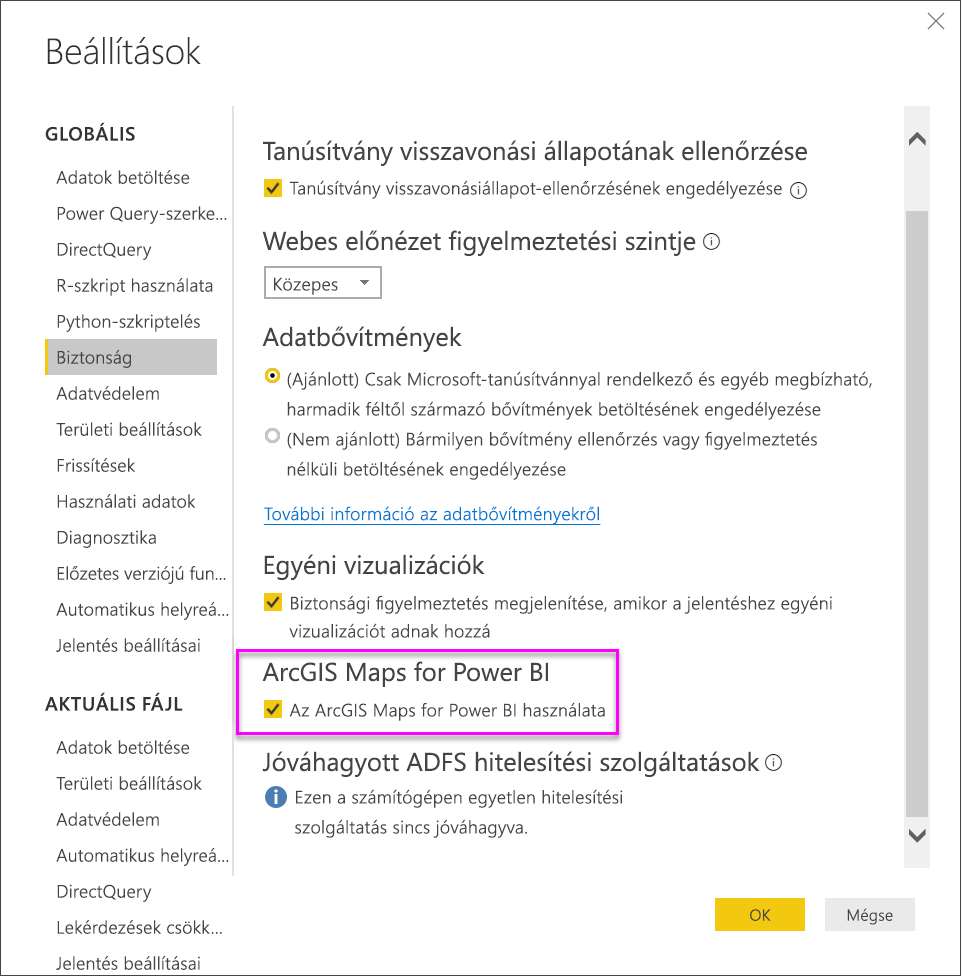 Beállítások
GLOBÁLIS
Adatok betöltése
Power Query-szerke...
DirectQuery
R-szkript használata
Python-szkriptelés
Biztonság
Adatvédelem
Területi beállítások
Frissítések
Használati adatok
Diagnosztika
Előzetes verziójú fun...
Automatikus helyreá...
Jelentés beállításai
AKTUÁLIS FÁJL
Adatok betöltése
Területi beállítások
Adatvédelem
Automatikus helyreá...
DirectQuery
Lekérdezések csökk...
Jelentés beállításai
Tanúsítvány visszavonási állapotának ellenőrzése
Tanúsítvány visszavonásiállapot-ellenőrzésének engedélyezése
Webes előnézet figyelmeztetési szintje
Közepes
Adatbővítmények
(Ajánlott) Csak Microsoft-tanúsítvánnyal rendelkező és egyéb megbízható,
harmadik féltől származó bővítmények betöltésének engedélyezése
(Nem ajánlott) Bármilyen bővítmény ellenőrzés vagy figyelmeztetés
nélküli betöltésének engedélyezése
További információ az adatbővítményekről
Egyéni vizualizációk
Biztonsági figyelmeztetés megjelenítése, amikor a jelentéshez egyéni
vizualizációt adnak hozzá
ArcGIS Maps for Power BI
Az ArcGIS Maps for Power BI használata
Jóváhagyott ADFS hitelesítési szolgáltatások
Ezen a számítógépen egyetlen hitelesítési
szolgáltatás sincs jóváhagyva.
OK
Mégse